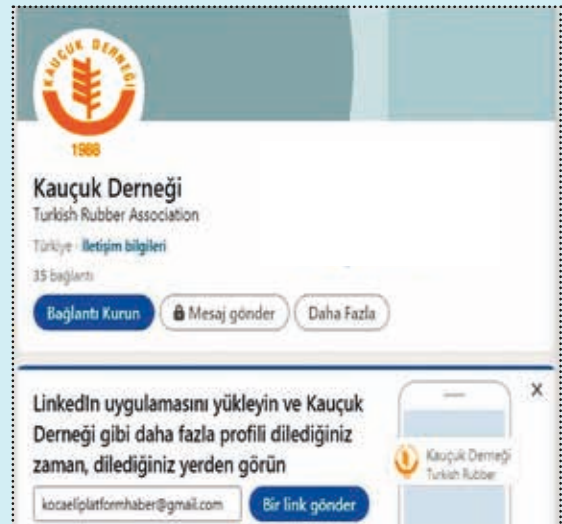 KAUÇUK DERNEĞİ
1988
Kauçuk Derneği
Turkish Rubber Association
Türkiye · İletişim bilgileri
35 bağlantı
Bağlantı Kurun
Mesaj gönder
Daha Fazla
LinkedIn uygulamasını yükleyin ve Kauçuk
Derneği gibi daha fazla profili dilediğiniz
zaman, dilediğiniz yerden görün
X
kocaeliplatformhaber@gmail.com
Bir link gönder
Kauçuk Derneği
Turkish Rubber